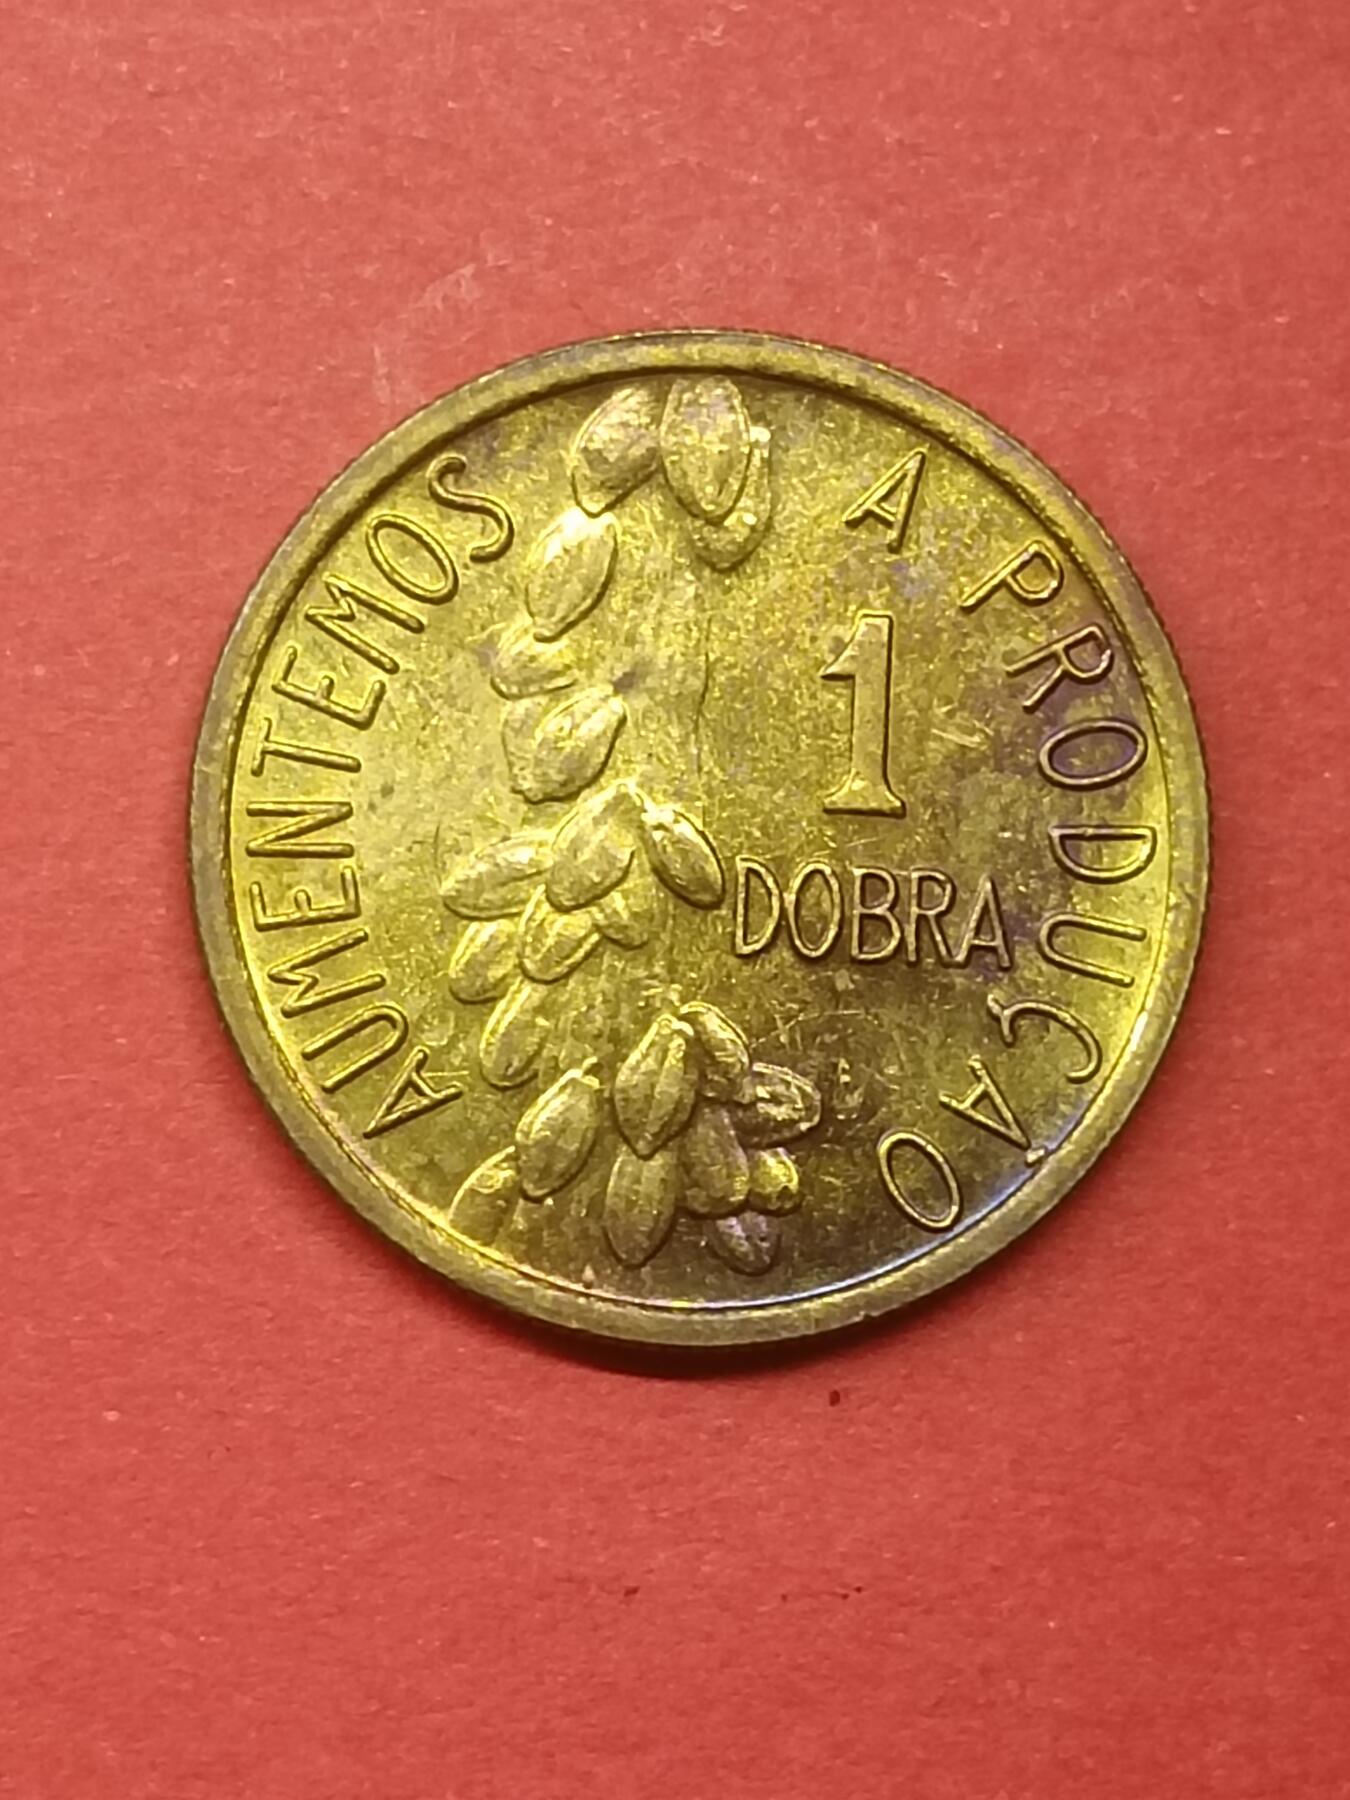 AUMENTEMOS A PRODUÇÃO
1
DOBRA